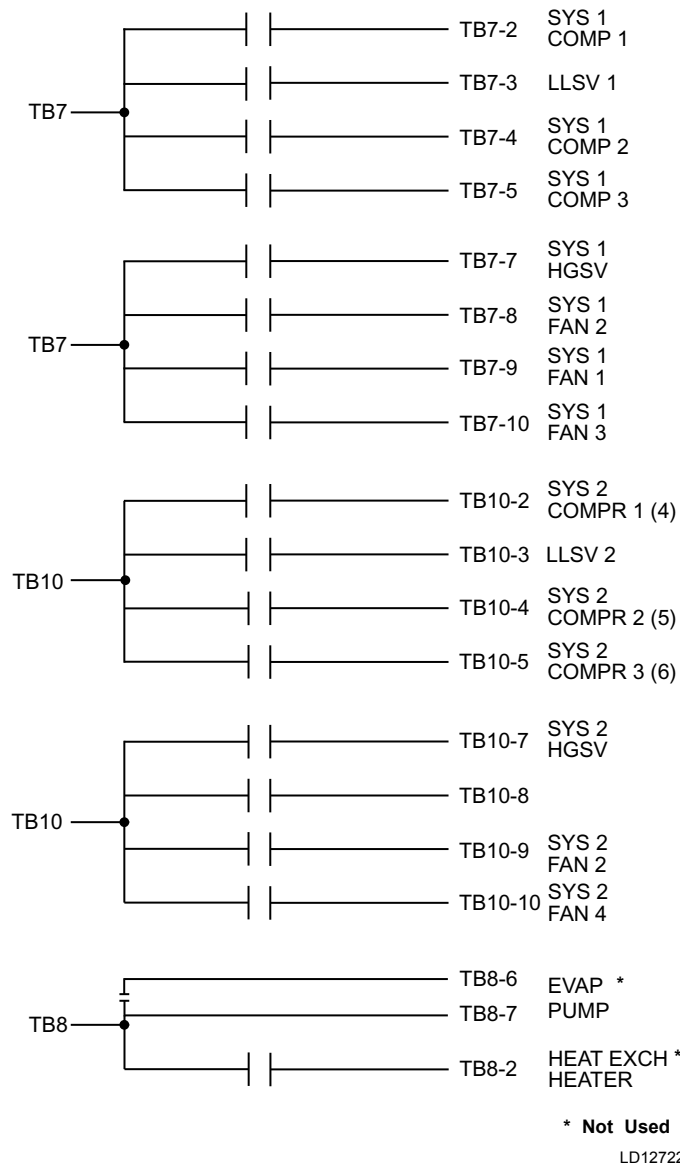 TB7
TB7-2 SYS 1
COMP 1
TB7-3 LLSV 1
TB7-4 SYS 1
COMP 2
TB7-5 SYS 1
COMP 3
TB7
TB7-7 SYS 1
HGSV
TB7-8 SYS 1
FAN 2
TB7-9 SYS 1
FAN 1
TB7-10 SYS 1
FAN 3
TB10
TB10-2 SYS 2
COMPR 1 (4)
TB10-3 LLSV 2
TB10-4 SYS 2
COMPR 2 (5)
TB10-5 SYS 2
COMPR 3 (6)
TB10
TB10-7 SYS 2
HGSV
TB10-8
TB10-9 SYS 2
FAN 2
TB10-10 SYS 2
FAN 4
TB8
TB8-6 EVAP *
TB8-7 PUMP
TB8-2 HEAT EXCH *
HEATER
* Not Used
LD12722